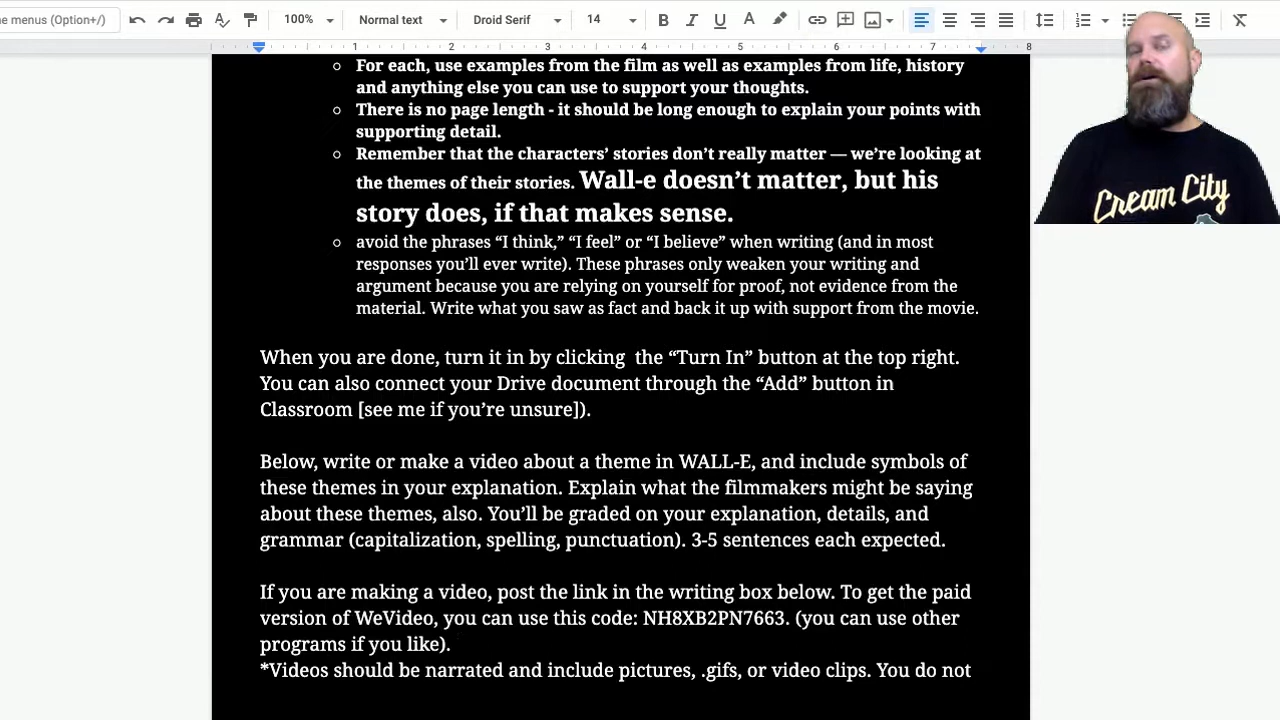 ne menus (Option+/)
100%
Normal text
Droid Serif
14
B I U A
1 2 3 4 5 6 7 8
For each, use examples from the film as well as examples from life, history
and anything else you can use to support your thoughts.
There is no page length - it should be long enough to explain your points with
supporting detail.
Remember that the characters’ stories don’t really matter — we’re looking at
the themes of their stories. Wall-e doesn’t matter, but his
story does, if that makes sense.
avoid the phrases “I think,” “I feel” or “I believe” when writing (and in most
responses you’ll ever write). These phrases only weaken your writing and
argument because you are relying on yourself for proof, not evidence from the
material. Write what you saw as fact and back it up with support from the movie.
When you are done, turn it in by clicking  the “Turn In” button at the top right.
You can also connect your Drive document through the “Add” button in
Classroom [see me if you’re unsure]).
Below, write or make a video about a theme in WALL-E, and include symbols of
these themes in your explanation. Explain what the filmmakers might be saying
about these themes, also. You’ll be graded on your explanation, details, and
grammar (capitalization, spelling, punctuation). 3-5 sentences each expected.
If you are making a video, post the link in the writing box below. To get the paid
version of WeVideo, you can use this code: NH8XB2PN7663. (you can use other
programs if you like).
*Videos should be narrated and include pictures, .gifs, or video clips. You do not
Cream City